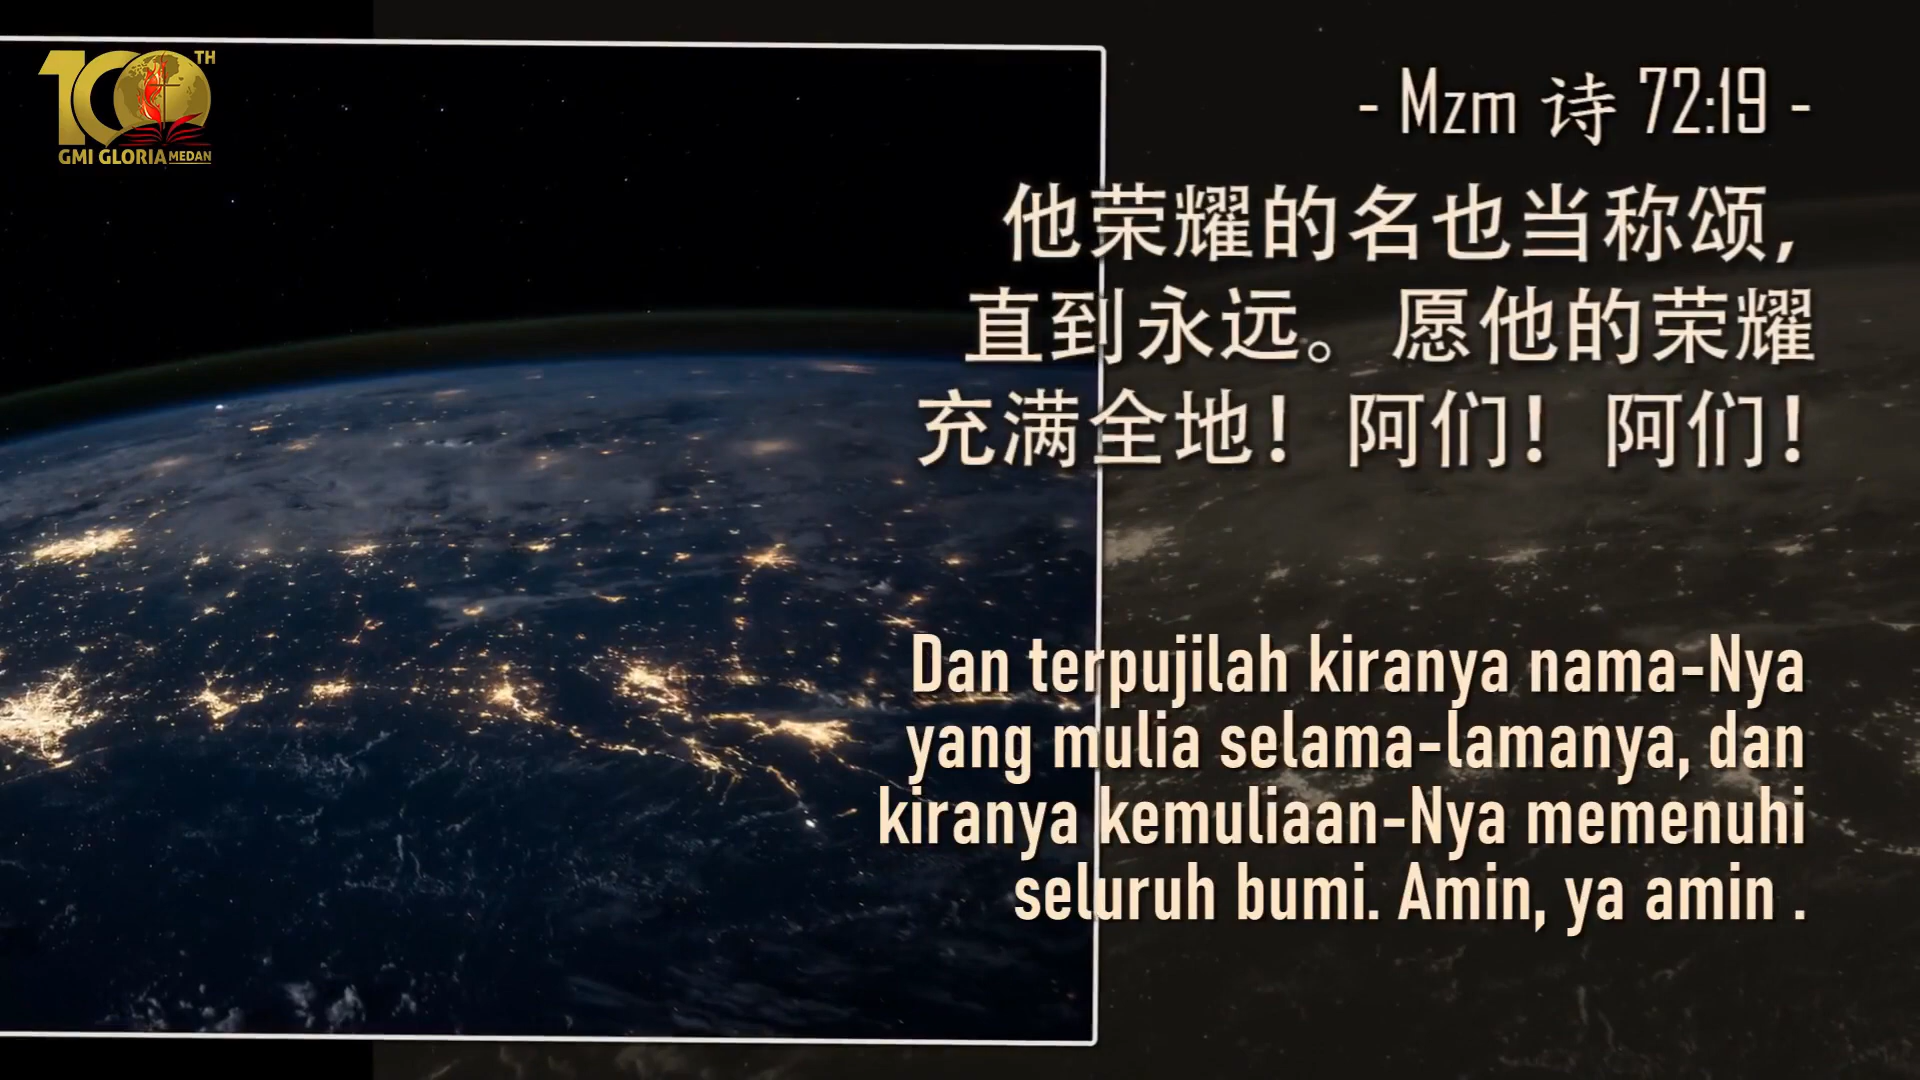 100TH
GMI GLORIA MEDAN
- Mzm 诗 72:19 -
他荣耀的名也当称颂,
直到永远。愿他的荣耀
充满全地！阿们！阿们！
Dan terpujilah kiranya nama-Nya
yang mulia selama-lamanya, dan
kiranya kemuliaan-Nya memenuhi
seluruh bumi. Amin, ya amin .